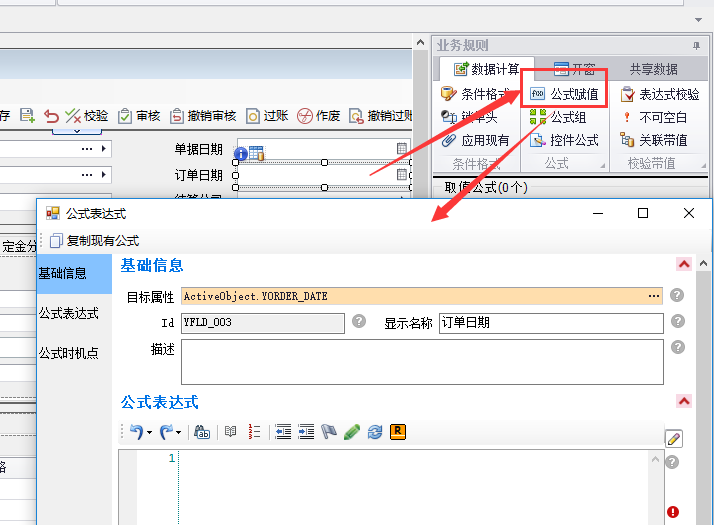 业务规则
数据计算 开窗 共享数据
存 校验 审核 撤销审核 过账 作废 撤销过账
条件格式 公式赋值 表达式校验
锁单头 公式组 不可空白
应用现有 控件公式 关联带值
条件格式 公式 校验带值
单据日期
订单日期
取值公式(0个)
公式表达式
复制现有公式
定金分
基础信息
公式表达式
公式时机点
基础信息
目标属性 ActiveObject.YORDER_DATE ...
Id YFLD_003 显示名称 订单日期
描述
公式表达式
R
1